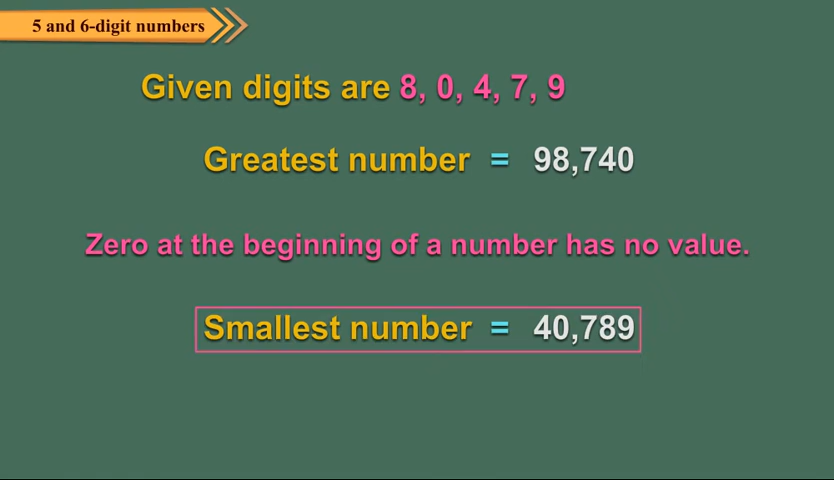 5 and 6-digit numbers
Given digits are 8, 0, 4, 7, 9
Greatest number = 98,740
Zero at the beginning of a number has no value.
Smallest number = 40,789